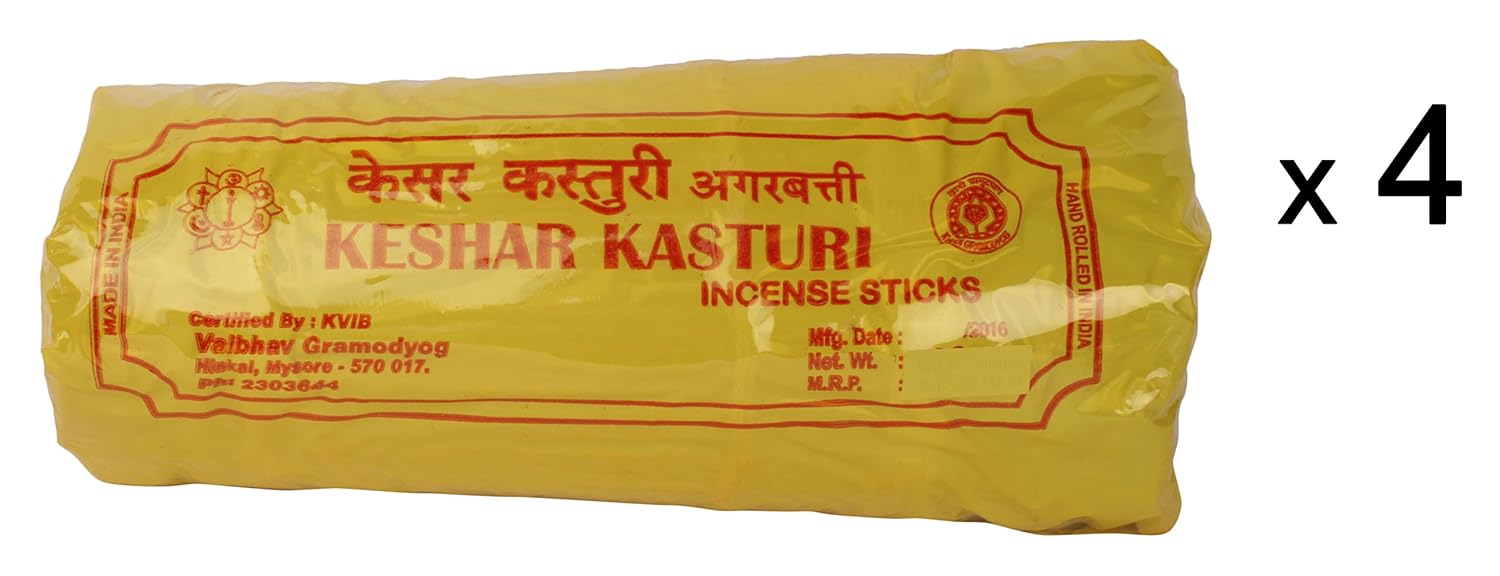 केसर कस्तुरी अगरबत्ती
KESHAR KASTURI
INCENSE STICKS
MADE IN INDIA
HAND ROLLED IN INDIA
Certified By : KVIB
Vaibhav Gramodyog
Hinkal, Mysore - 570 017.
PH: 2303644
Mfg. Date : /2016
Net. Wt. :
M.R.P. :
x 4